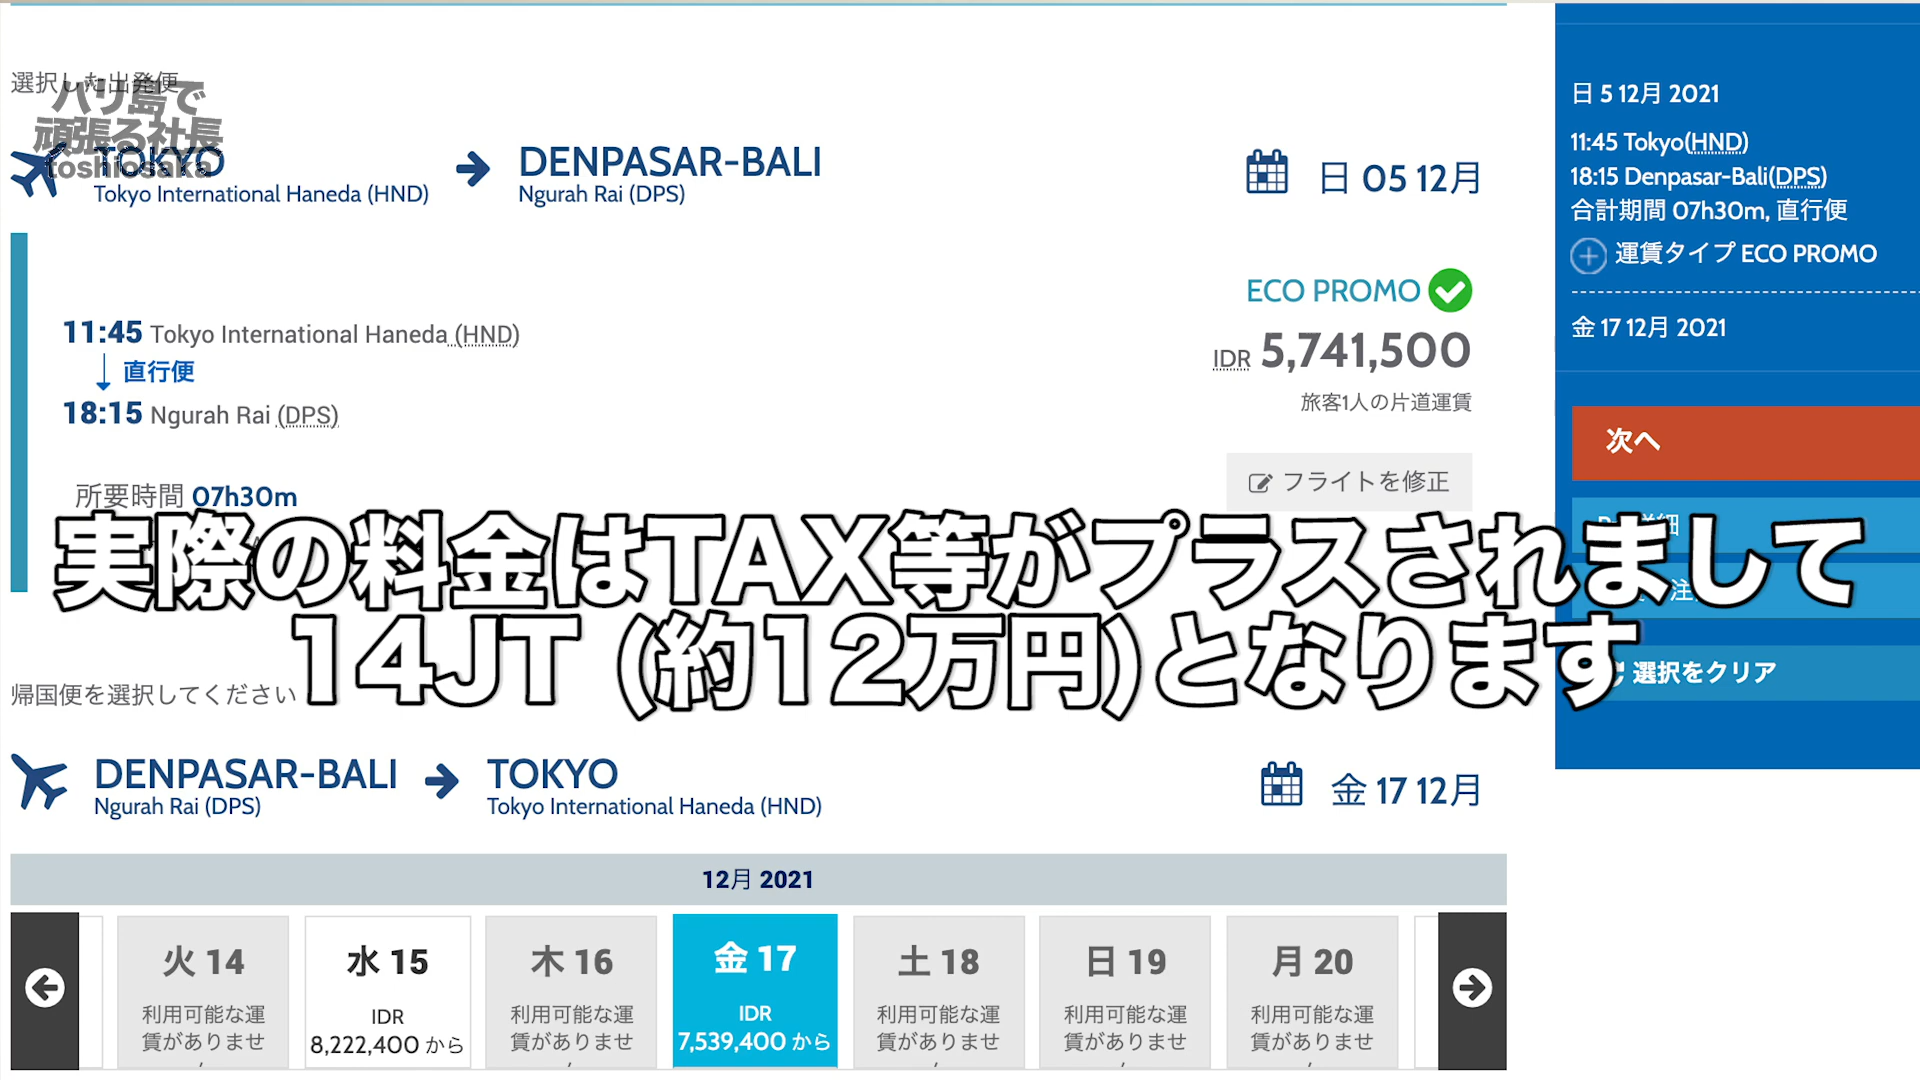 選択した出発便
バリ島で
頑張る社長
toshiosaka
TOKYO
Tokyo International Haneda (HND)
DENPASAR-BALI
Ngurah Rai (DPS)
日 05 12月
11:45 Tokyo International Haneda (HND)
直行便
18:15 Ngurah Rai (DPS)
所要時間 07h30m
ECO PROMO
IDR 5,741,500
旅客1人の片道運賃
フライトを修正
日 5 12月 2021
11:45 Tokyo(HND)
18:15 Denpasar-Bali(DPS)
合計期間 07h30m, 直行便
運賃タイプ ECO PROMO
金 17 12月 2021
次へ
選択をクリア
実際の料金はTAX等がプラスされまして
14JT (約12万円)となります
帰国便を選択してください
DENPASAR-BALI
Ngurah Rai (DPS)
TOKYO
Tokyo International Haneda (HND)
金 17 12月
12月 2021
火 14
利用可能な運
賃がありませ
水 15
IDR
8,222,400 から
木 16
利用可能な運
賃がありませ
金 17
IDR
7,539,400 から
土 18
利用可能な運
賃がありませ
日 19
利用可能な運
賃がありませ
月 20
利用可能な運
賃がありませ